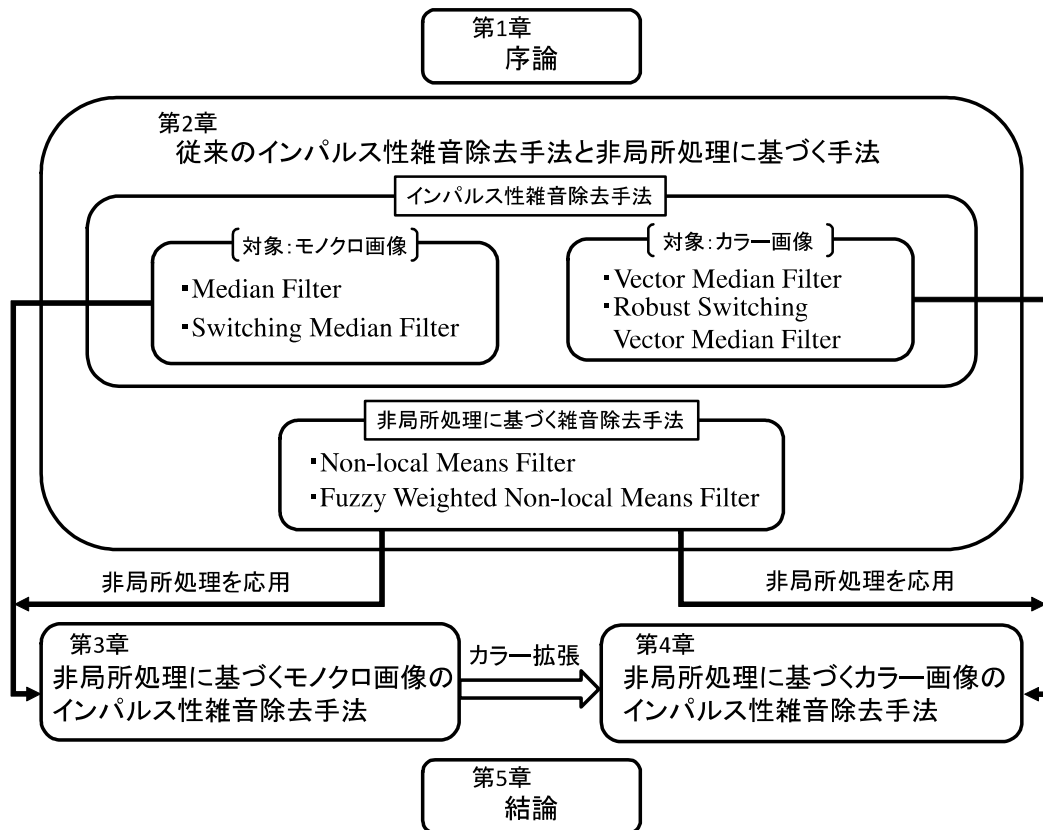 第1章
序論
第2章
従来のインパルス性雑音除去手法と非局所処理に基づく手法
インパルス性雑音除去手法
対象：モノクロ画像
・Median Filter
・Switching Median Filter
対象：カラー画像
・Vector Median Filter
・Robust Switching
Vector Median Filter
非局所処理に基づく雑音除去手法
・Non-local Means Filter
・Fuzzy Weighted Non-local Means Filter
非局所処理を応用
非局所処理を応用
第3章
非局所処理に基づくモノクロ画像の
インパルス性雑音除去手法
カラー拡張
第4章
非局所処理に基づくカラー画像の
インパルス性雑音除去手法
第5章
結論